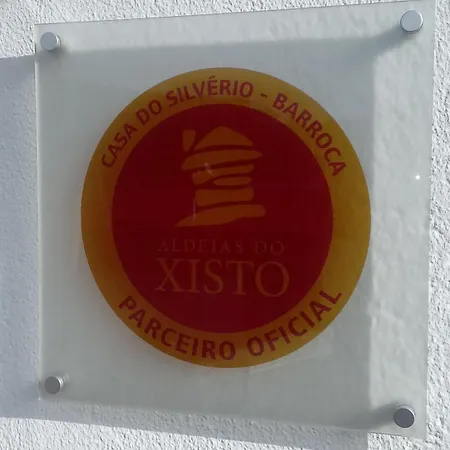 CASA DO SILVÉRIO - BARROCA
ALDEIAS DO
XISTO
PARCEIRO OFICIAL